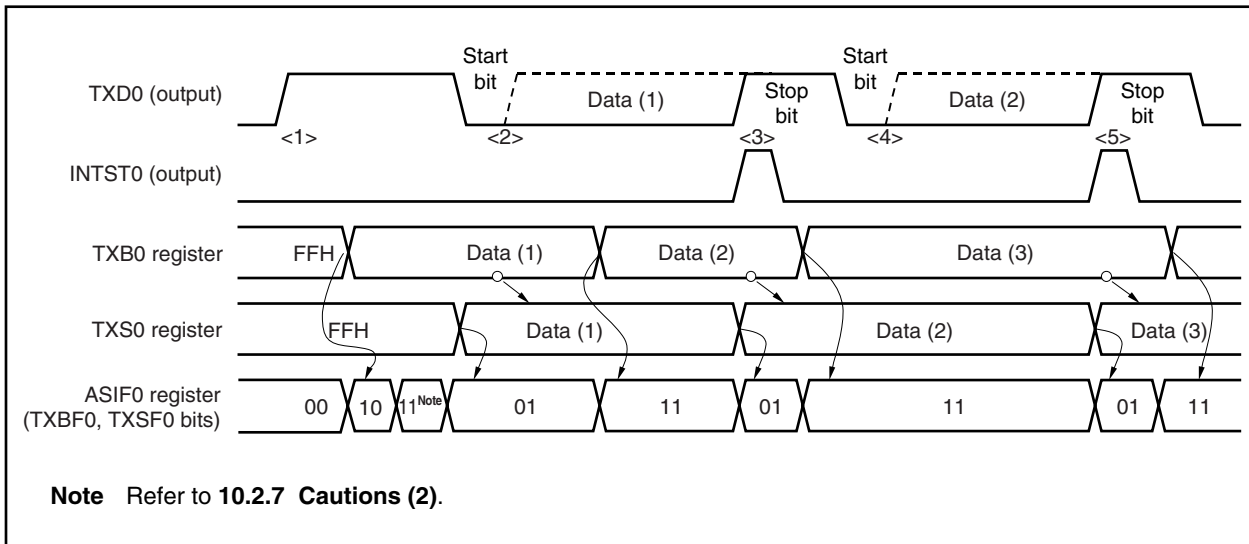 Start bit
Start bit
TXD0 (output)
Data (1)
Stop bit
Data (2)
Stop bit
<1>
<2>
<3>
<4>
<5>
INTST0 (output)
TXB0 register
FFH
Data (1)
Data (2)
Data (3)
TXS0 register
FFH
Data (1)
Data (2)
Data (3)
ASIF0 register
(TXBF0, TXSF0 bits)
00
10
11Note
01
11
01
11
01
11
Note Refer to 10.2.7 Cautions (2).